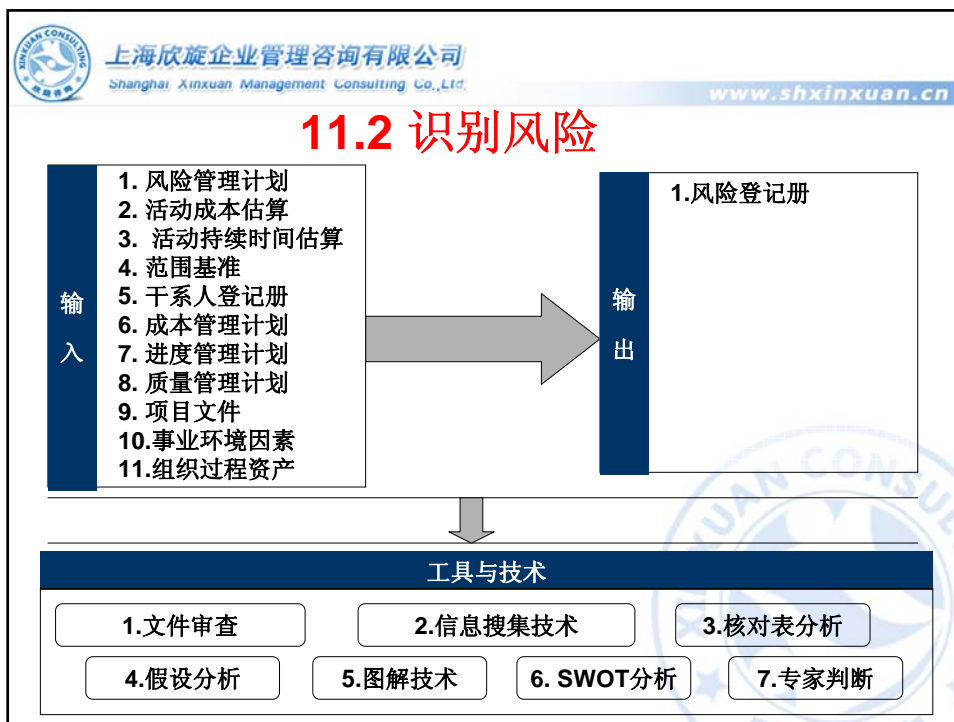 XINXUAN CONSULTING
欣旋咨询
上海欣旋企业管理咨询有限公司
Shanghai Xinxuan Management Consulting Co.,Ltd.
www.shxinxuan.cn
11.2 识别风险
输入
1. 风险管理计划
2. 活动成本估算
3. 活动持续时间估算
4. 范围基准
5. 干系人登记册
6. 成本管理计划
7. 进度管理计划
8. 质量管理计划
9. 项目文件
10.事业环境因素
11.组织过程资产
输出
1.风险登记册
工具与技术
1.文件审查
2.信息搜集技术
3.核对表分析
4.假设分析
5.图解技术
6. SWOT分析
7.专家判断
XINXUAN CONSUL